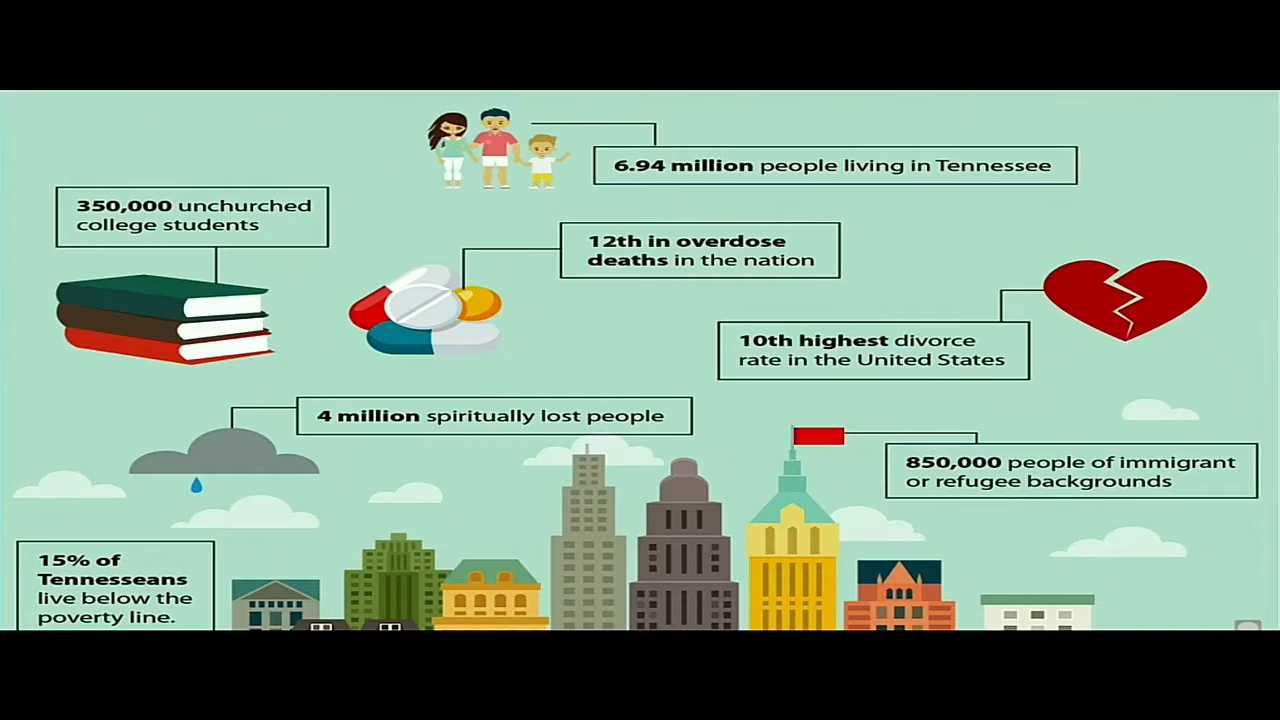 6.94 million people living in Tennessee
350,000 unchurched
college students
12th in overdose
deaths in the nation
10th highest divorce
rate in the United States
4 million spiritually lost people
850,000 people of immigrant
or refugee backgrounds
15% of
Tennesseans
live below the
poverty line.